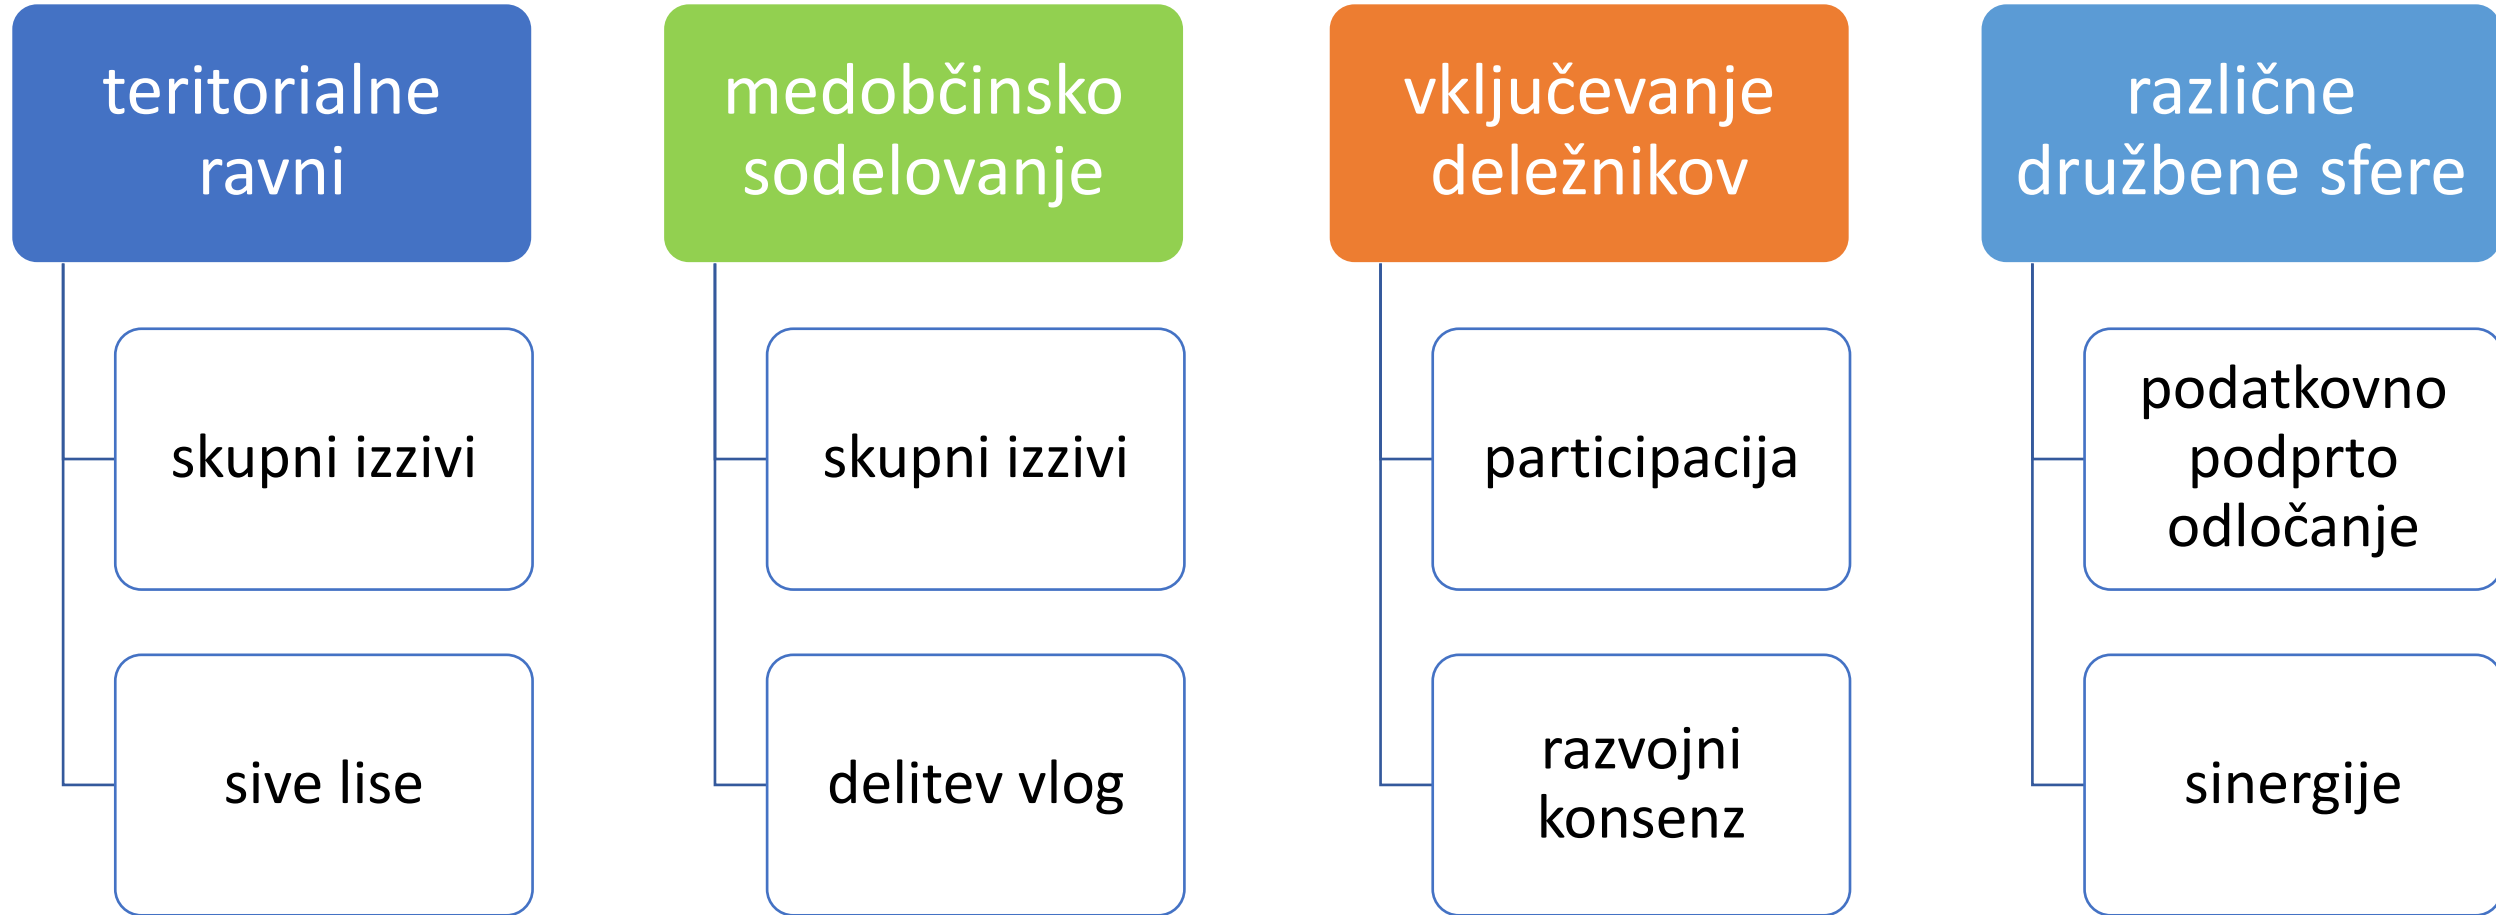 teritorialne
ravni
skupni izzivi
sive lise
medobčinsko
sodelovanje
skupni izzivi
delitev vlog
vključevanje
deležnikov
participacija
razvojni
konsenz
različne
družbene sfere
podatkovno
podprto
odločanje
sinergije